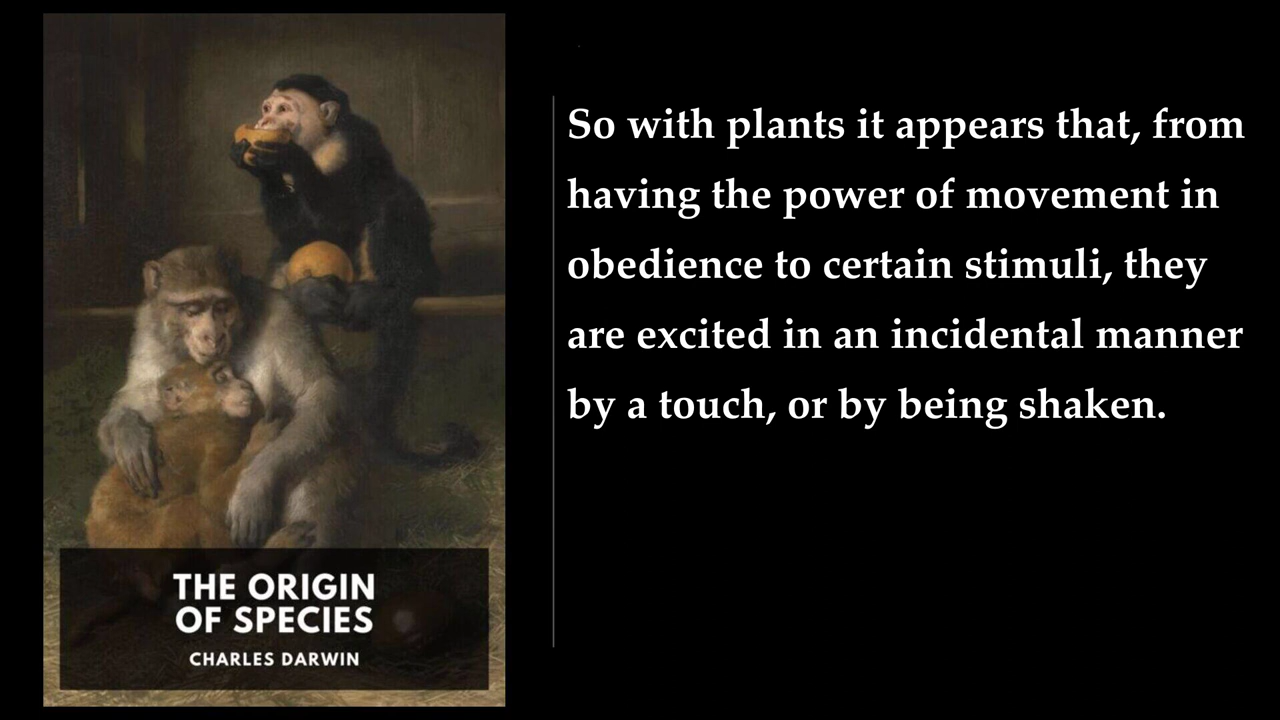 So with plants it appears that, from
having the power of movement in
obedience to certain stimuli, they
are excited in an incidental manner
by a touch, or by being shaken.
THE ORIGIN
OF SPECIES
CHARLES DARWIN